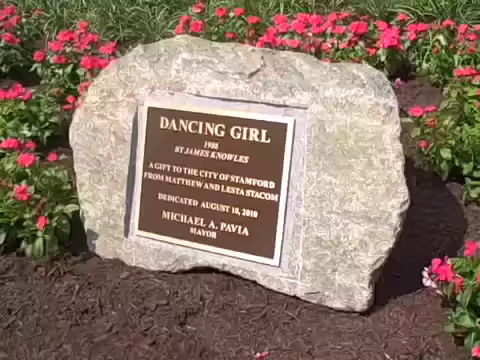 DANCING GIRL
1986
BY JAMES KNOWLES
A GIFT TO THE CITY OF STAMFORD
FROM MATTHEW AND LESTA STACOM
DEDICATED AUGUST 18, 2010
MICHAEL A. PAVIA
MAYOR